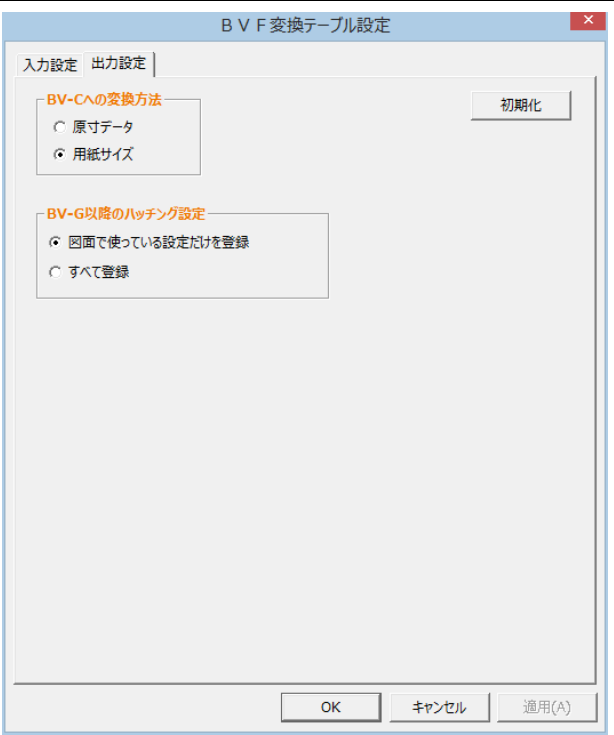 ＢＶＦ変換テーブル設定
入力設定 出力設定
BV-Cへの変換方法
初期化
原寸データ
用紙サイズ
BV-G以降のハッチング設定
図面で使っている設定だけを登録
すべて登録
OK キャンセル 適用(A)